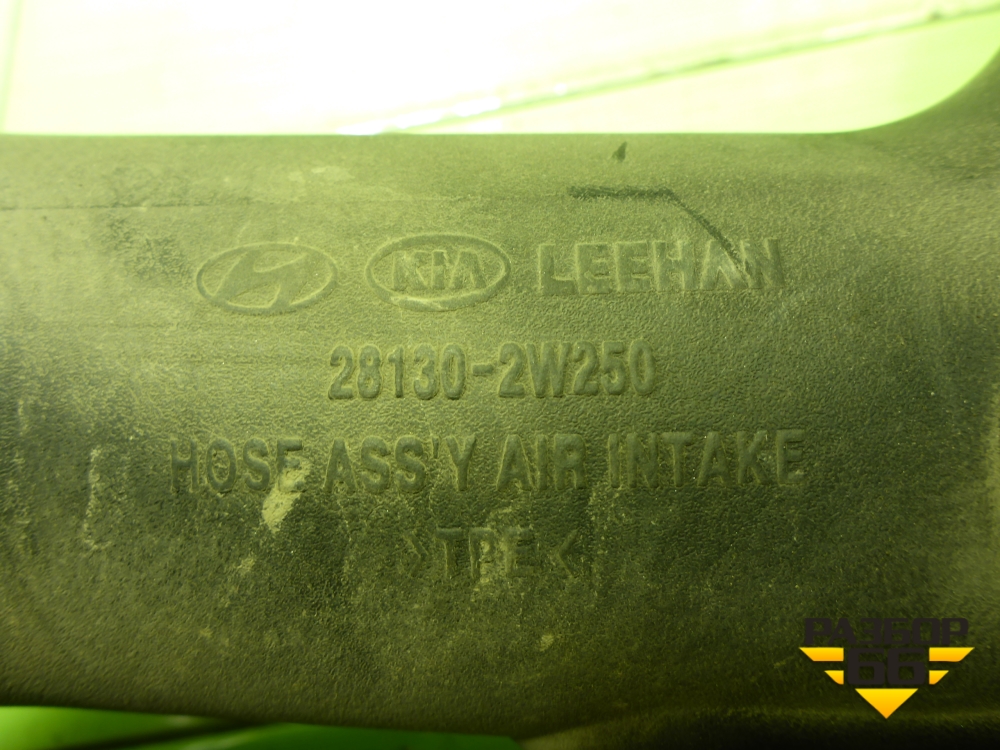 KIA LEEHAN
28130-2W250
HOSE ASS'Y AIR INTAKE
>TPE<
РАЗБОР
66